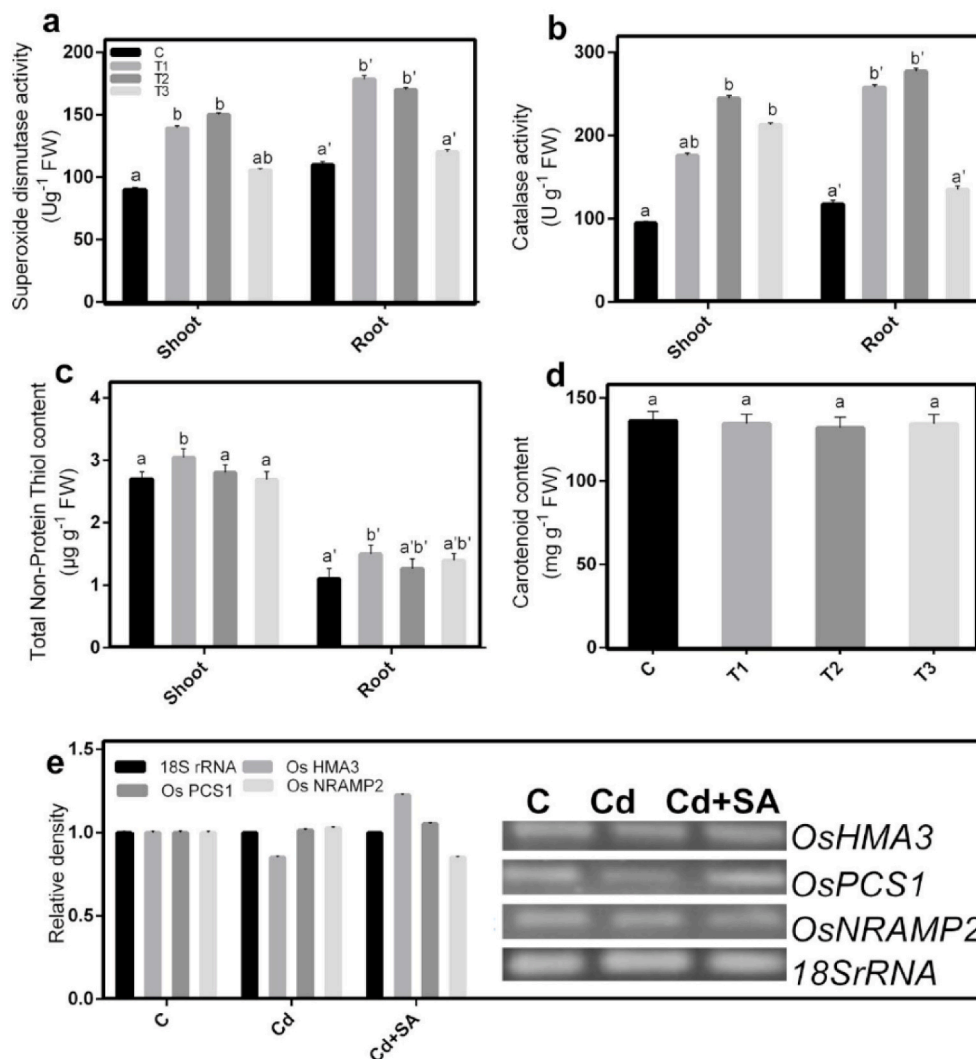 a
Superoxide dismutase activity
(Ug-1 FW)
200
150
100
50
0
C
T1
T2
T3
a
b
b
ab
a'
b'
b'
a'
Shoot
Root
b
Catalase activity
(U g-1 FW)
300
200
100
0
a
ab
b
b
a'
b'
b'
a'
Shoot
Root
c
Total Non-Protein Thiol content
(µg g-1 FW)
4
3
2
1
0
a
b
a
a
a'
b'
a'b'
a'b'
Shoot
Root
d
Carotenoid content
(mg g-1 FW)
150
100
50
0
a
a
a
a
C
T1
T2
T3
e
Relative density
1.5
1.0
0.5
0.0
18S rRNA
Os HMA3
Os PCS1
Os NRAMP2
C
Cd
Cd+SA
C Cd Cd+SA
OsHMA3
OsPCS1
OsNRAMP2
18SrRNA